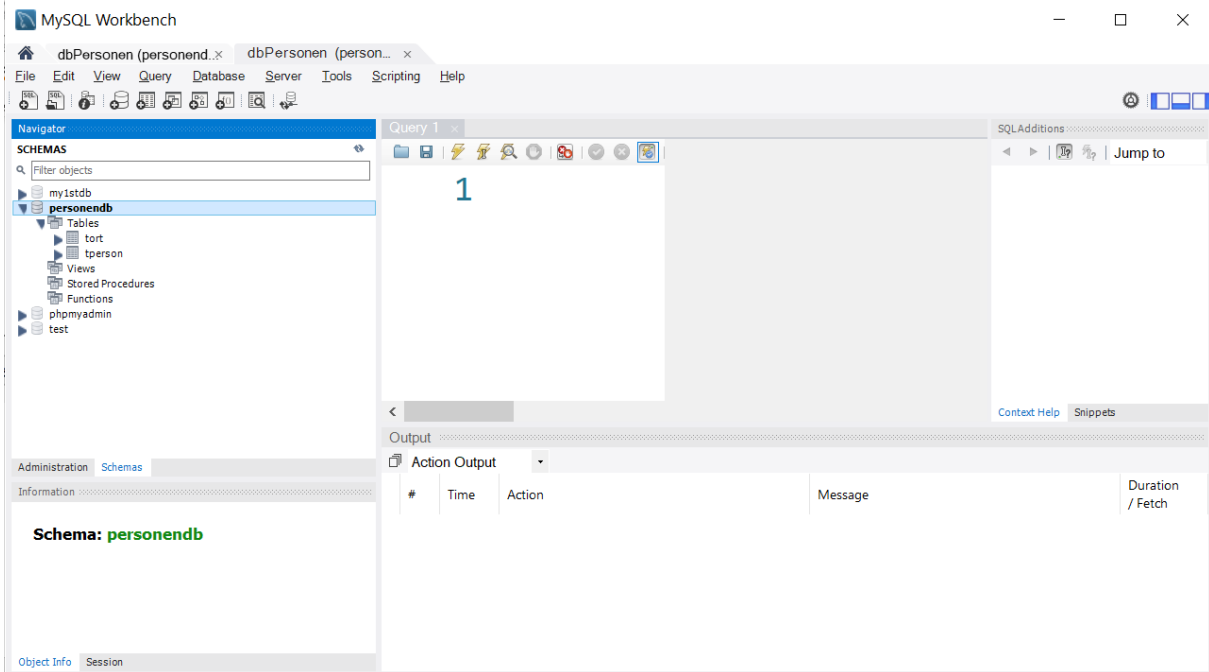 MySQL Workbench
dbPersonen (personend.. × dbPersonen (person... ×
File Edit View Query Database Server Tools Scripting Help
Navigator
SCHEMAS
Filter objects
my1stdb
personendb
Tables
tort
tperson
Views
Stored Procedures
Functions
phpmyadmin
test
Administration Schemas
Information
Schema: personendb
Object Info Session
Query 1 ×
1
Output
Action Output
# Time Action Message Duration
/ Fetch
SQLAdditions
Jump to
Context Help Snippets